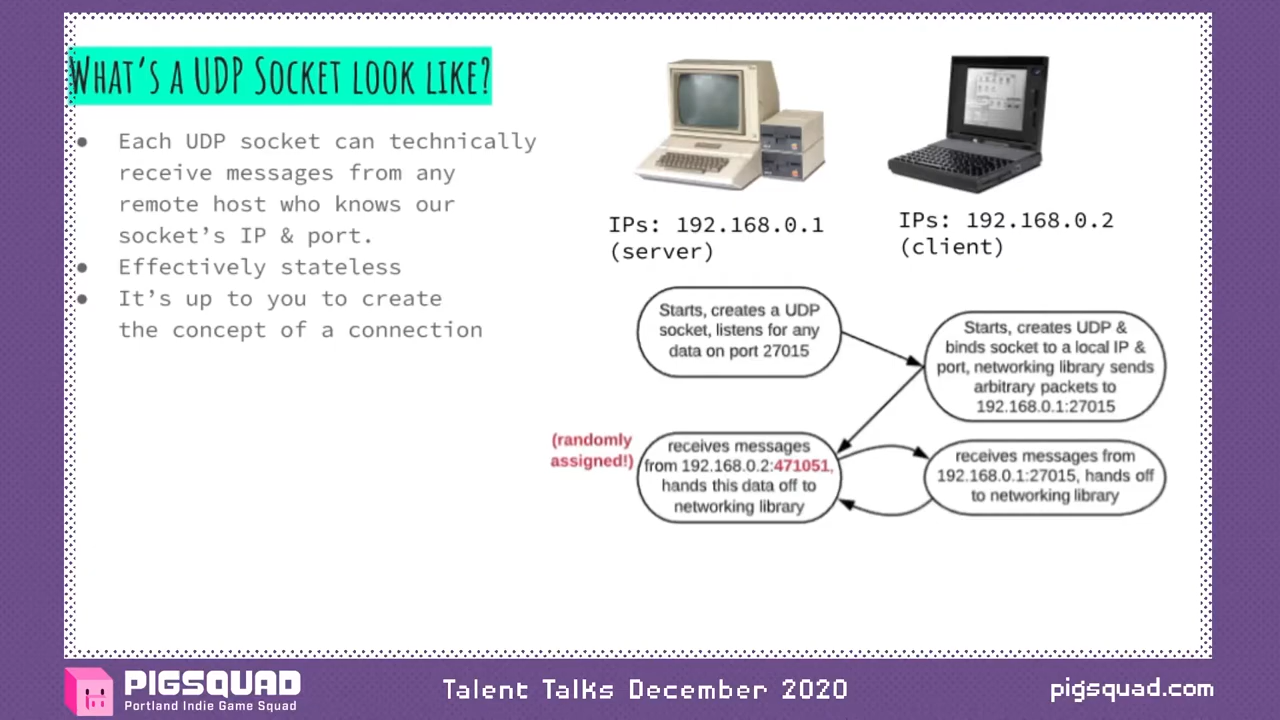 What's a UDP Socket look like?
● Each UDP socket can technically
receive messages from any
remote host who knows our
socket's IP & port.
● Effectively stateless
● It's up to you to create
the concept of a connection
IPs: 192.168.0.1
(server)
IPs: 192.168.0.2
(client)
Starts, creates a UDP
socket, listens for any
data on port 27015
Starts, creates UDP &
binds socket to a local IP &
port, networking library sends
arbitrary packets to
192.168.0.1:27015
(randomly
assigned!)
receives messages
from 192.168.0.2:471051,
hands this data off to
networking library
receives messages from
192.168.0.1:27015, hands off
to networking library
PIGSQUAD
Portland Indie Game Squad
Talent Talks December 2020
pigsquad.com